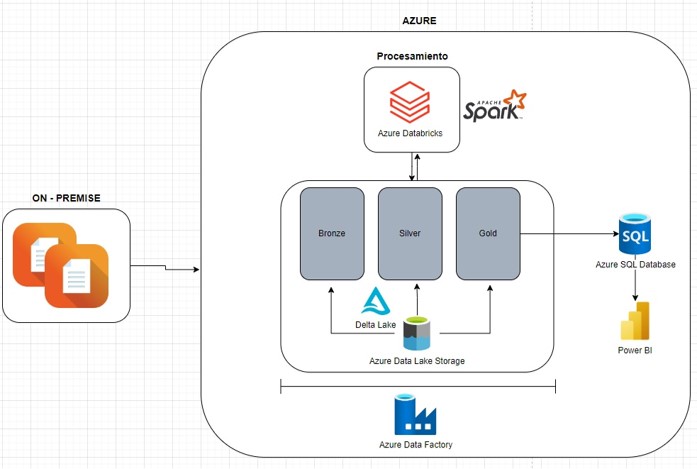 AZURE
Procesamiento
Azure Databricks
APACHE
Spark
ON - PREMISE
Bronze
Silver
Gold
SQL
Azure SQL Database
Delta Lake
Azure Data Lake Storage
Power BI
Azure Data Factory